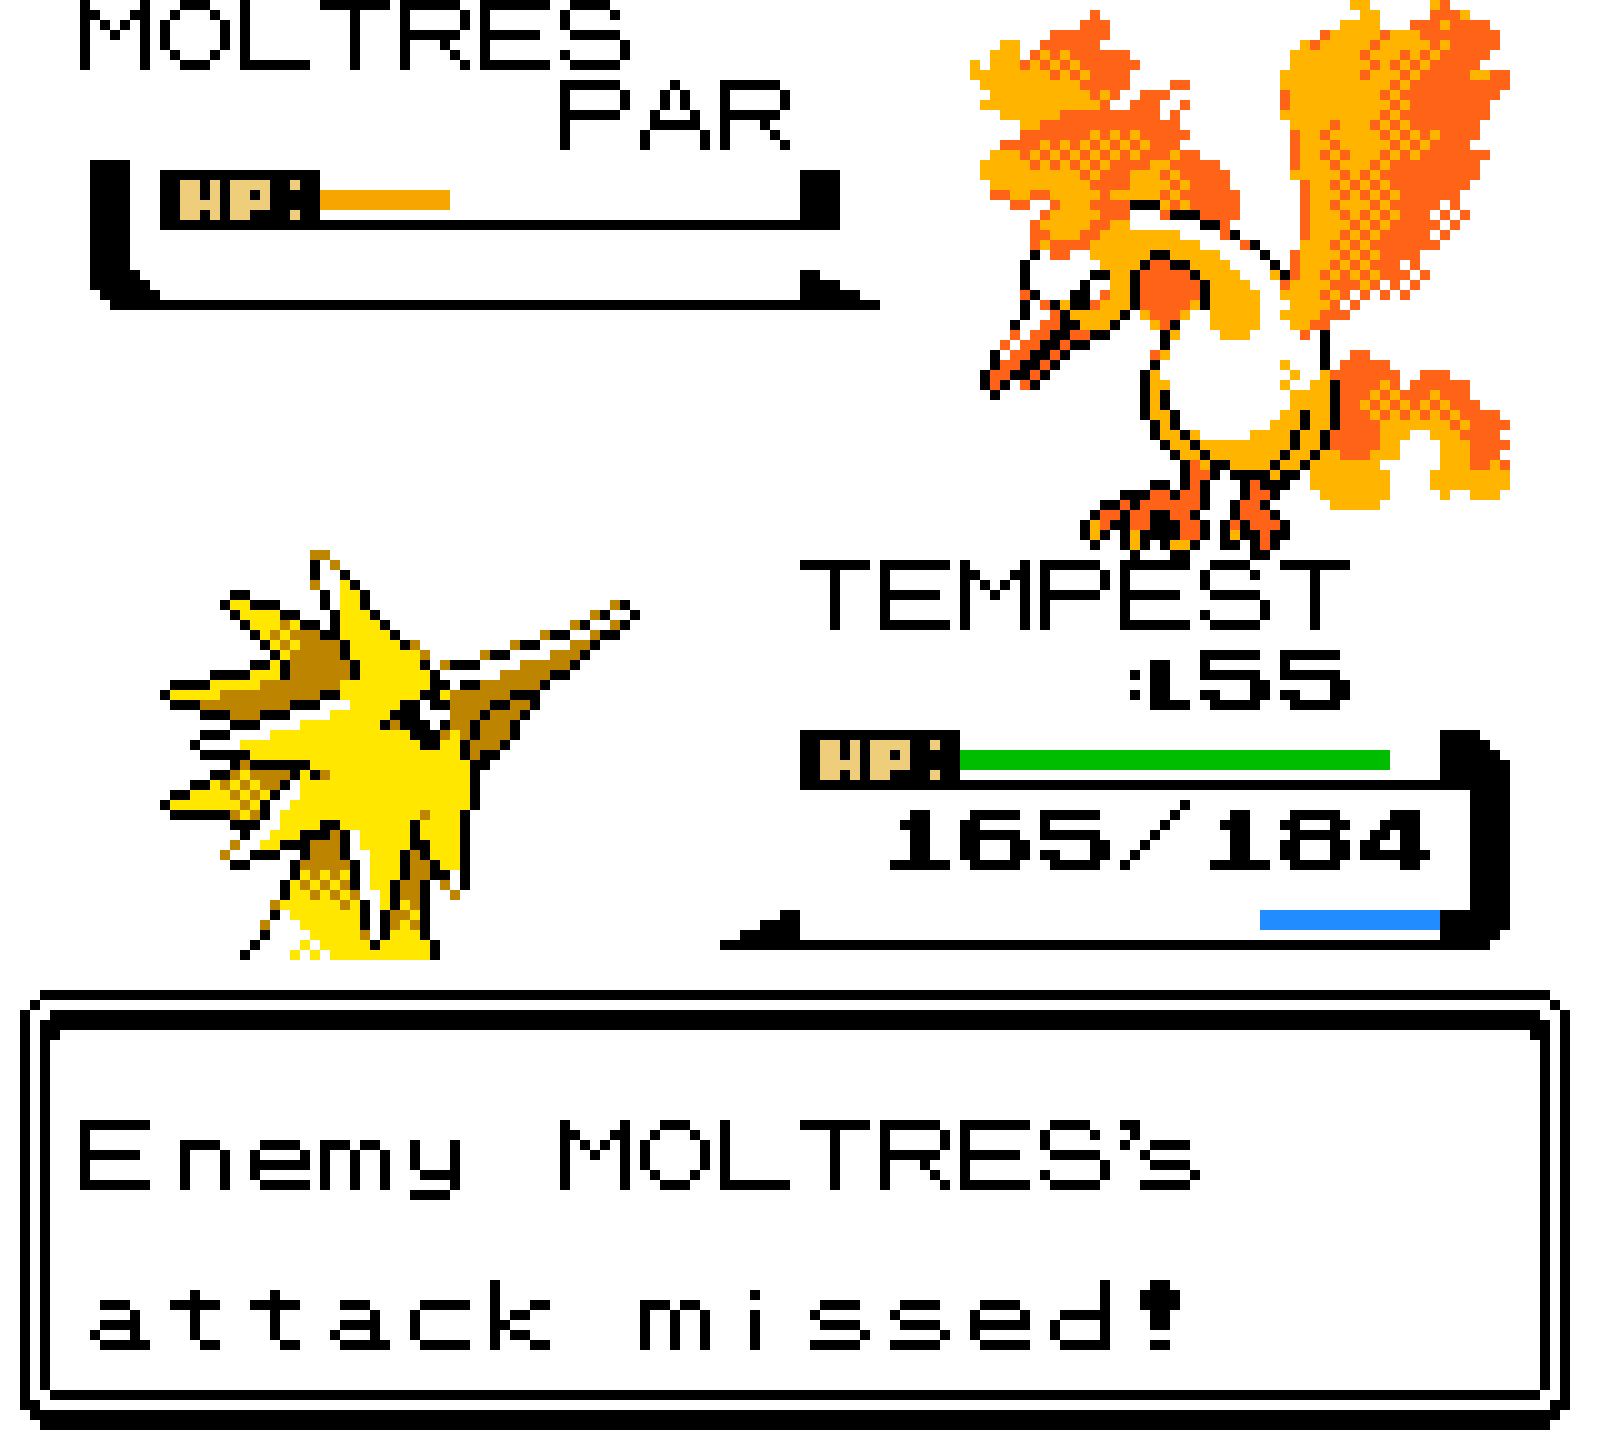 MOLTRES
PAR
HP:
TEMPEST
:L55
HP:
165/184
Enemy MOLTRES's
attack missed!